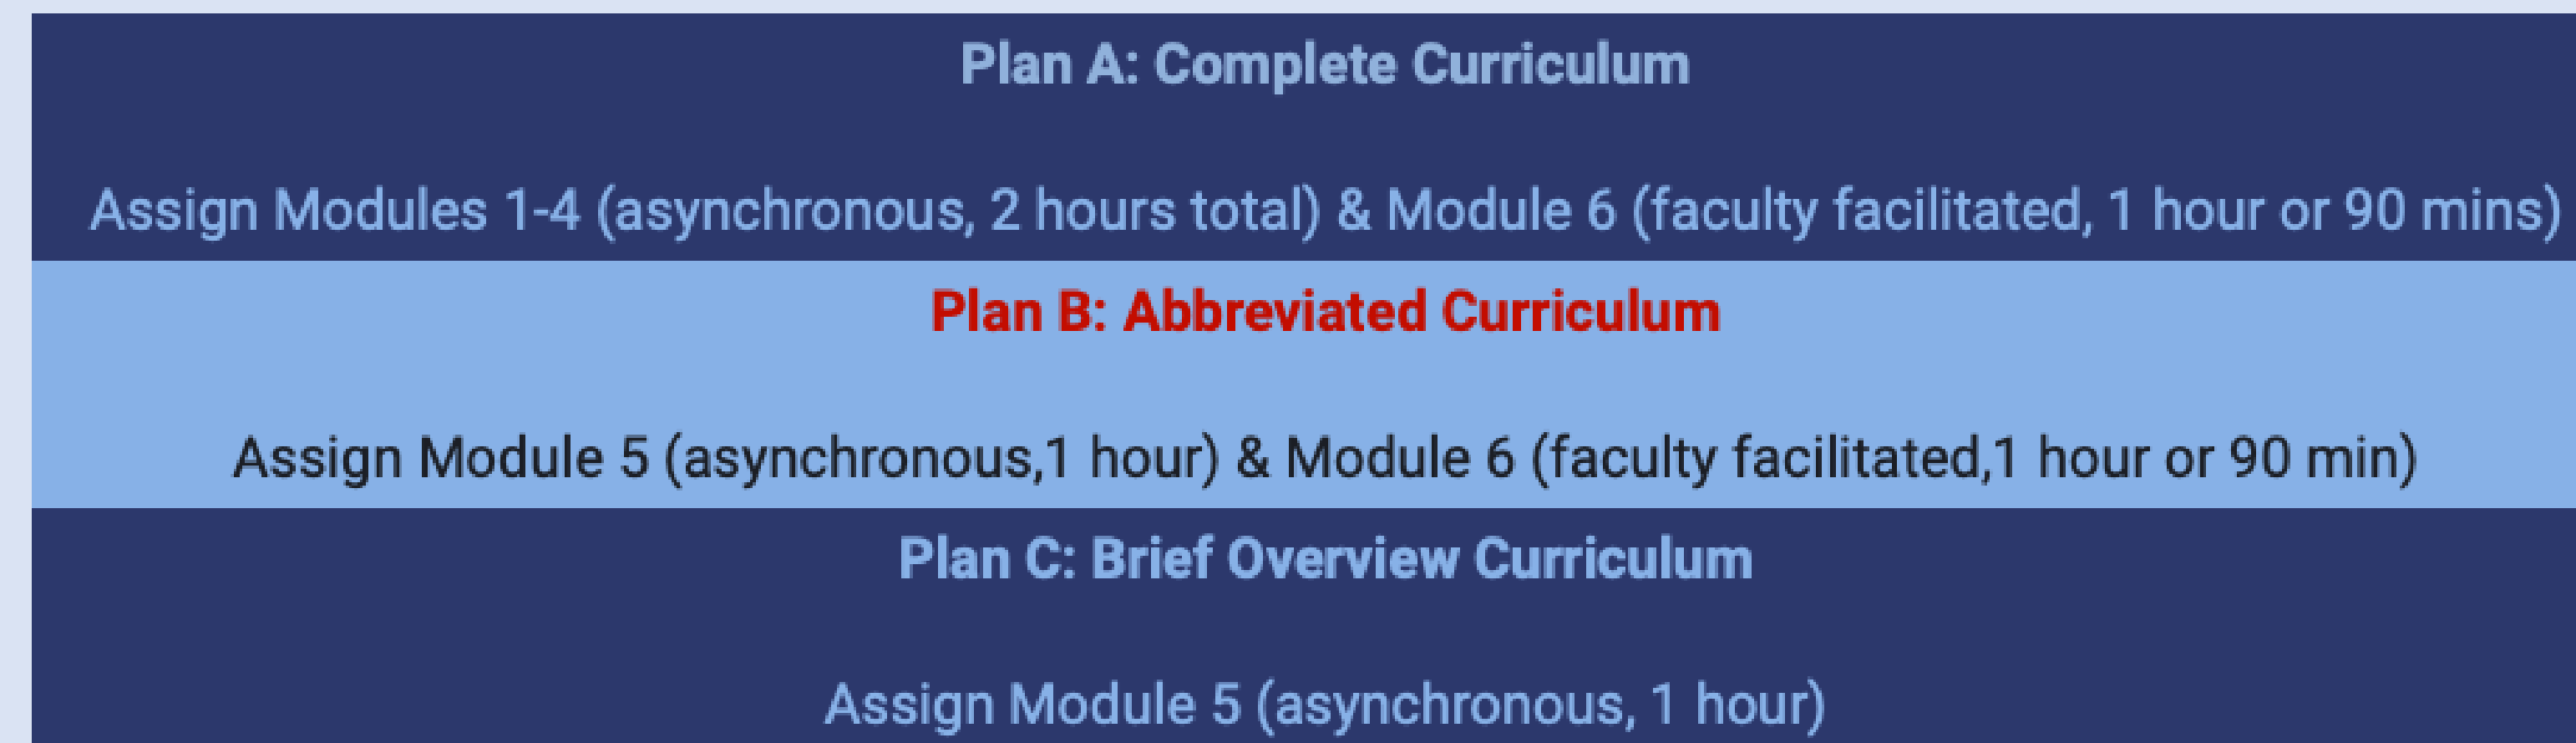 Plan A: Complete Curriculum
Assign Modules 1-4 (asynchronous, 2 hours total) & Module 6 (faculty facilitated, 1 hour or 90 mins)
Plan B: Abbreviated Curriculum
Assign Module 5 (asynchronous,1 hour) & Module 6 (faculty facilitated,1 hour or 90 min)
Plan C: Brief Overview Curriculum
Assign Module 5 (asynchronous, 1 hour)